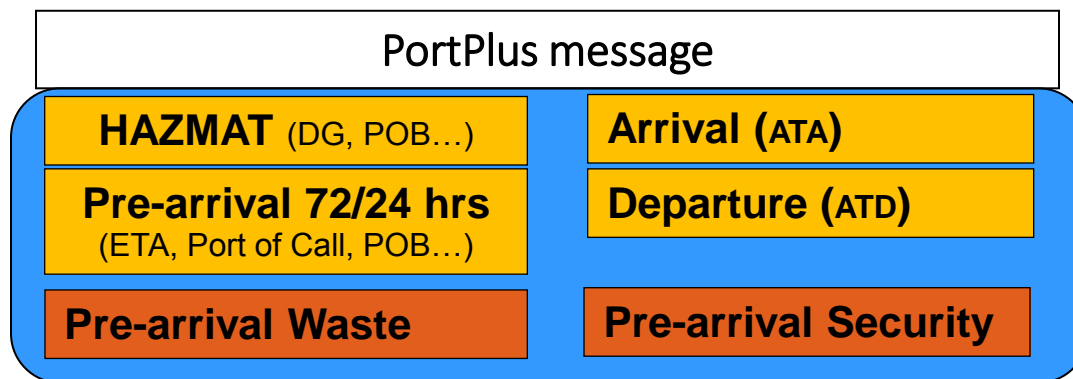 PortPlus message
HAZMAT (DG, POB…)
Arrival (ATA)
Pre-arrival 72/24 hrs
(ETA, Port of Call, POB…)
Departure (ATD)
Pre-arrival Waste
Pre-arrival Security